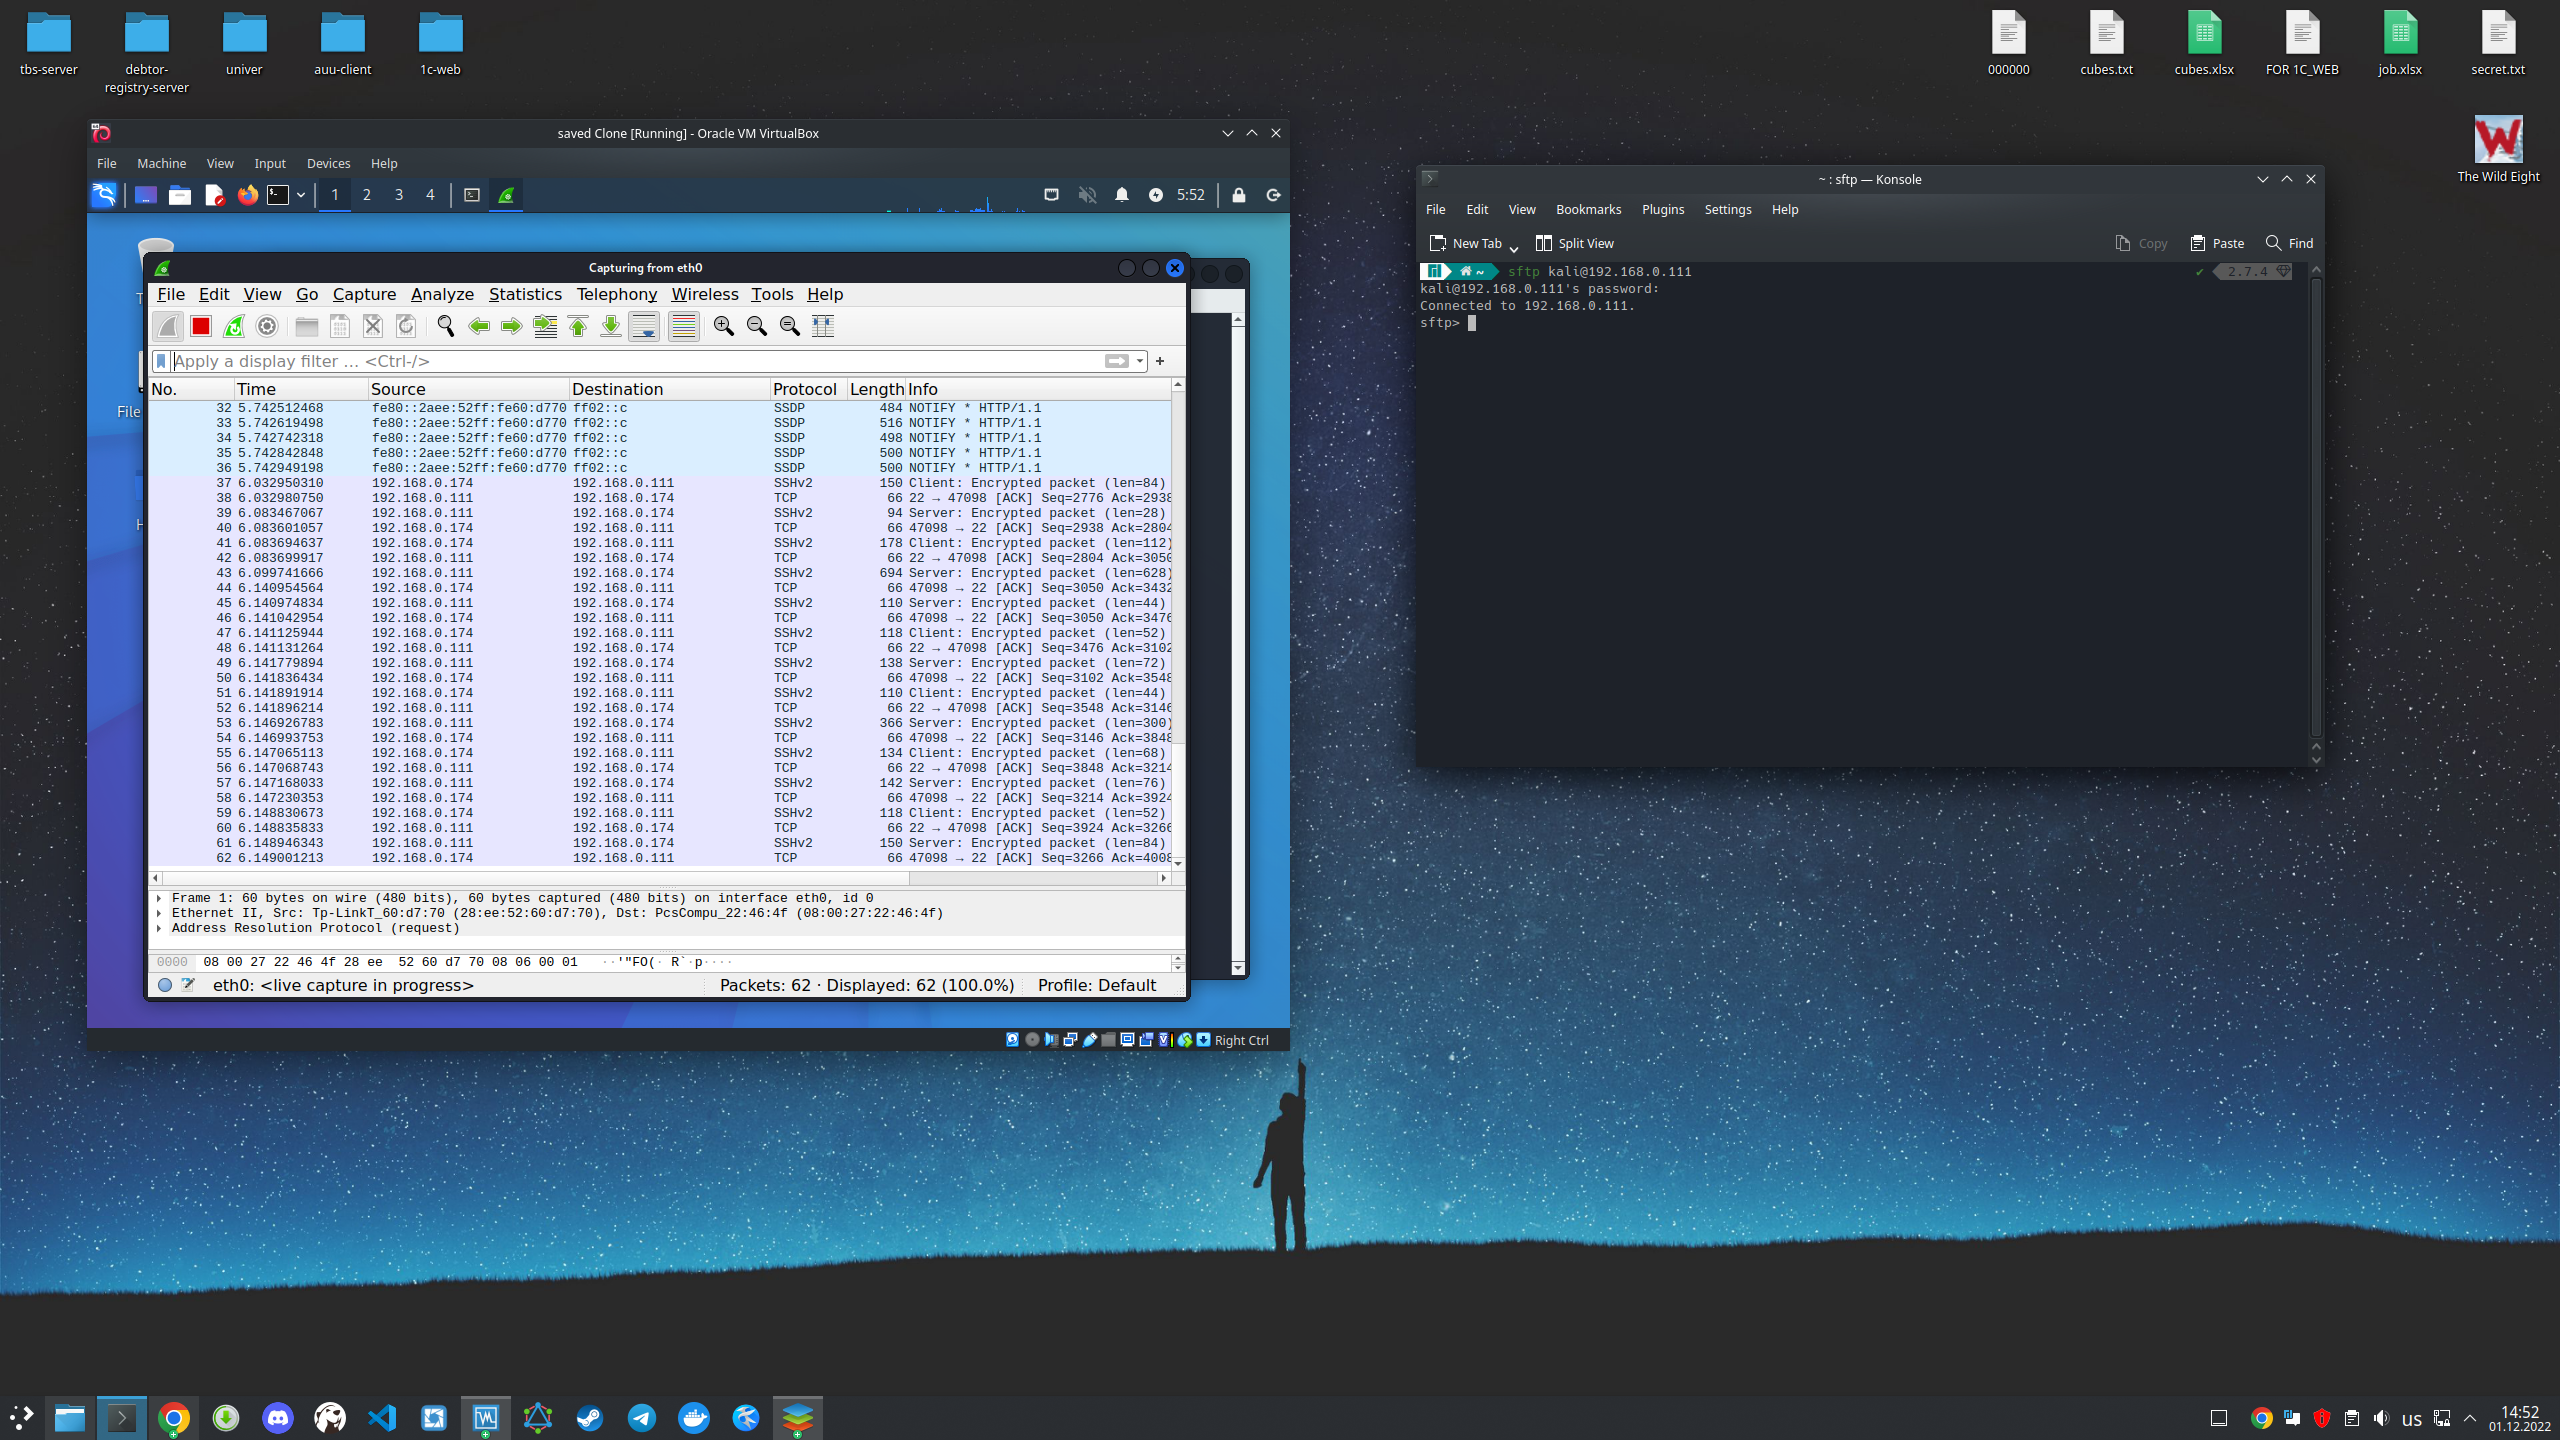 tbs-server
debtor-
registry-server
univer
auu-client
1c-web
000000
cubes.txt
cubes.xlsx
FOR 1C_WEB
job.xlsx
secret.txt
The Wild Eight
saved Clone [Running] - Oracle VM VirtualBox
File Machine View Input Devices Help
1 2 3 4 5:52
File
Capturing from eth0
File Edit View Go Capture Analyze Statistics Telephony Wireless Tools Help
Apply a display filter ... <Ctrl-/>
No. Time Source Destination Protocol Length Info
32 5.742512468 fe80::2aee:52ff:fe60:d770 ff02::c SSDP 484 NOTIFY * HTTP/1.1
33 5.742619498 fe80::2aee:52ff:fe60:d770 ff02::c SSDP 516 NOTIFY * HTTP/1.1
34 5.742742318 fe80::2aee:52ff:fe60:d770 ff02::c SSDP 498 NOTIFY * HTTP/1.1
35 5.742842848 fe80::2aee:52ff:fe60:d770 ff02::c SSDP 500 NOTIFY * HTTP/1.1
36 5.742949198 fe80::2aee:52ff:fe60:d770 ff02::c SSDP 500 NOTIFY * HTTP/1.1
37 6.032950310 192.168.0.174 192.168.0.111 SSHv2 150 Client: Encrypted packet (len=84)
38 6.032980750 192.168.0.111 192.168.0.174 TCP 66 22 → 47098 [ACK] Seq=2776 Ack=2938
39 6.083467067 192.168.0.111 192.168.0.174 SSHv2 94 Server: Encrypted packet (len=28)
40 6.083601057 192.168.0.174 192.168.0.111 TCP 66 47098 → 22 [ACK] Seq=2938 Ack=2804
41 6.083694637 192.168.0.174 192.168.0.111 SSHv2 178 Client: Encrypted packet (len=112)
42 6.083699917 192.168.0.111 192.168.0.174 TCP 66 22 → 47098 [ACK] Seq=2804 Ack=3050
43 6.099741666 192.168.0.111 192.168.0.174 SSHv2 694 Server: Encrypted packet (len=628)
44 6.140954564 192.168.0.174 192.168.0.111 TCP 66 47098 → 22 [ACK] Seq=3050 Ack=3432
45 6.140974834 192.168.0.111 192.168.0.174 SSHv2 110 Server: Encrypted packet (len=44)
46 6.141042954 192.168.0.174 192.168.0.111 TCP 66 47098 → 22 [ACK] Seq=3050 Ack=3476
47 6.141125944 192.168.0.174 192.168.0.111 SSHv2 118 Client: Encrypted packet (len=52)
48 6.141131264 192.168.0.111 192.168.0.174 TCP 66 22 → 47098 [ACK] Seq=3476 Ack=3102
49 6.141779894 192.168.0.111 192.168.0.174 SSHv2 138 Server: Encrypted packet (len=72)
50 6.141836434 192.168.0.174 192.168.0.111 TCP 66 47098 → 22 [ACK] Seq=3102 Ack=3548
51 6.141891914 192.168.0.174 192.168.0.111 SSHv2 110 Client: Encrypted packet (len=44)
52 6.141896214 192.168.0.111 192.168.0.174 TCP 66 22 → 47098 [ACK] Seq=3548 Ack=3146
53 6.146926783 192.168.0.111 192.168.0.174 SSHv2 366 Server: Encrypted packet (len=300)
54 6.146993753 192.168.0.174 192.168.0.111 TCP 66 47098 → 22 [ACK] Seq=3146 Ack=3848
55 6.147065113 192.168.0.174 192.168.0.111 SSHv2 134 Client: Encrypted packet (len=68)
56 6.147068743 192.168.0.111 192.168.0.174 TCP 66 22 → 47098 [ACK] Seq=3848 Ack=3214
57 6.147168033 192.168.0.111 192.168.0.174 SSHv2 142 Server: Encrypted packet (len=76)
58 6.147230353 192.168.0.174 192.168.0.111 TCP 66 47098 → 22 [ACK] Seq=3214 Ack=3924
59 6.148830673 192.168.0.174 192.168.0.111 SSHv2 118 Client: Encrypted packet (len=52)
60 6.148835833 192.168.0.111 192.168.0.174 TCP 66 22 → 47098 [ACK] Seq=3924 Ack=3266
61 6.148946343 192.168.0.111 192.168.0.174 SSHv2 150 Server: Encrypted packet (len=84)
62 6.149001213 192.168.0.174 192.168.0.111 TCP 66 47098 → 22 [ACK] Seq=3266 Ack=4008
Frame 1: 60 bytes on wire (480 bits), 60 bytes captured (480 bits) on interface eth0, id 0
Ethernet II, Src: Tp-LinkT_60:d7:70 (28:ee:52:60:d7:70), Dst: PcsCompu_22:46:4f (08:00:27:22:46:4f)
Address Resolution Protocol (request)
0000 08 00 27 22 46 4f 28 ee 52 60 d7 70 08 06 00 01 ··'"FO(· R`·p····
eth0: <live capture in progress> Packets: 62 · Displayed: 62 (100.0%) Profile: Default
Right Ctrl
~ : sftp — Konsole
File Edit View Bookmarks Plugins Settings Help
New Tab Split View Copy Paste Find
~ sftp kali@192.168.0.111 ✔ 2.7.4
kali@192.168.0.111's password:
Connected to 192.168.0.111.
sftp>
us 14:52
01.12.2022